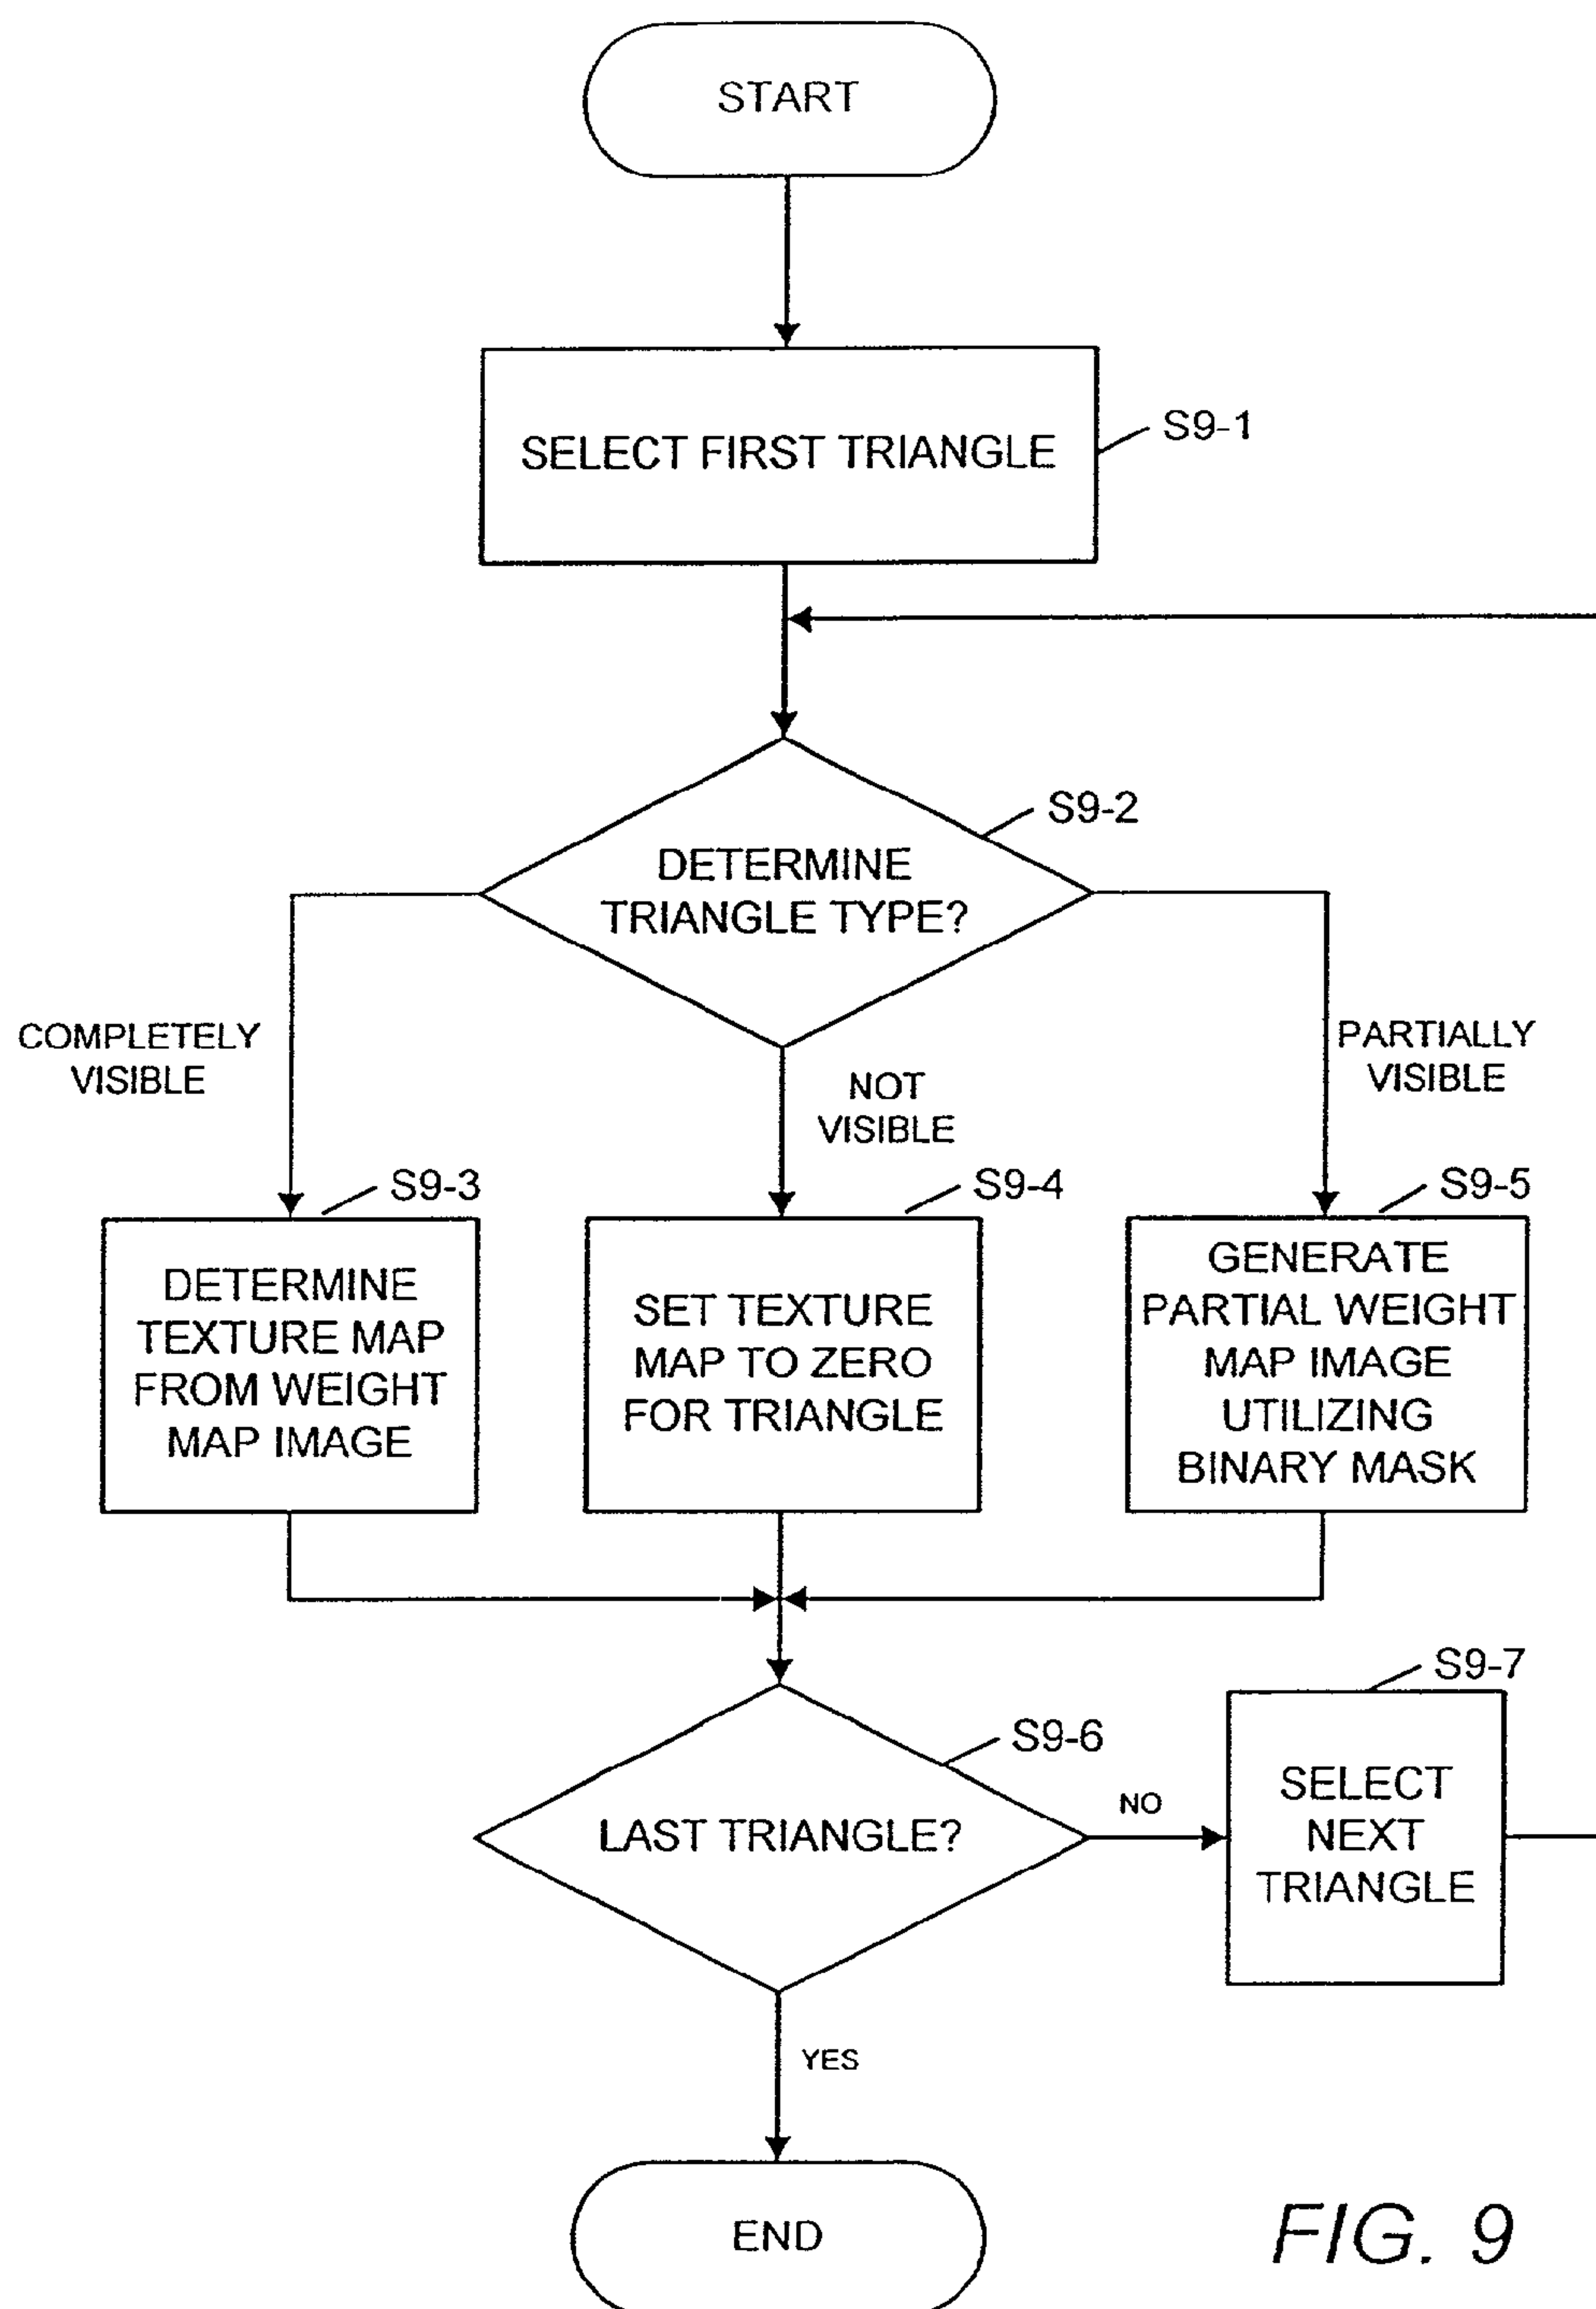 START
SELECT FIRST TRIANGLE
S9-1
S9-2
DETERMINE
TRIANGLE TYPE?
COMPLETELY
VISIBLE
NOT
VISIBLE
PARTIALLY
VISIBLE
S9-3
DETERMINE
TEXTURE MAP
FROM WEIGHT
MAP IMAGE
S9-4
SET TEXTURE
MAP TO ZERO
FOR TRIANGLE
S9-5
GENERATE
PARTIAL WEIGHT
MAP IMAGE
UTILIZING
BINARY MASK
S9-6
LAST TRIANGLE?
NO
S9-7
SELECT
NEXT
TRIANGLE
YES
END
FIG. 9